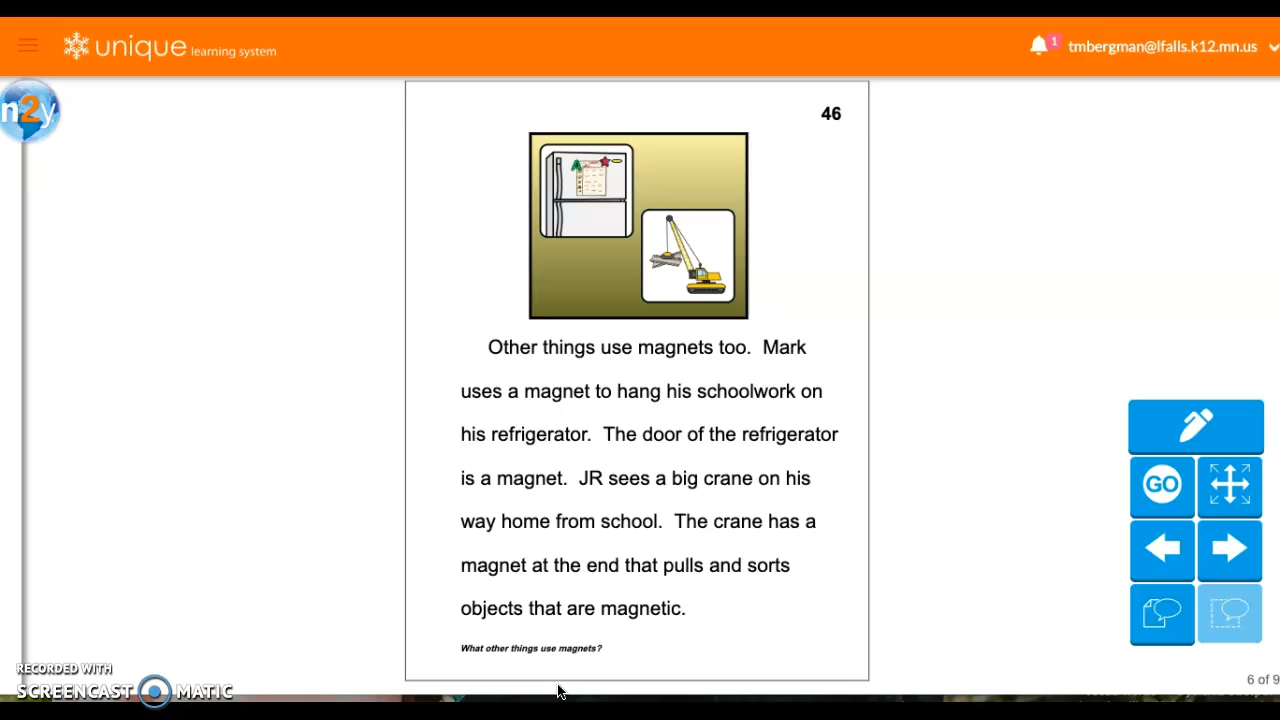 unique learning system
1
tmbergman@lfalls.k12.mn.us
n2y
46
A
Other things use magnets too. Mark
uses a magnet to hang his schoolwork on
his refrigerator. The door of the refrigerator
is a magnet. JR sees a big crane on his
way home from school. The crane has a
magnet at the end that pulls and sorts
objects that are magnetic.
What other things use magnets?
GO
RECORDED WITH
SCREENCAST MATIC
6 of 9